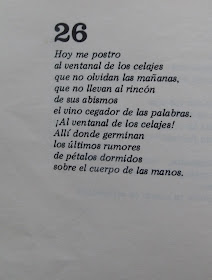 26
Hoy me postro
al ventanal de los celajes
que no olvidan las mañanas,
que no llevan al rincón
de sus abismos
el vino cegador de las palabras.
¡Al ventanal de los celajes!
Allí donde germinan
los últimos rumores
de pétalos dormidos
sobre el cuerpo de las manos.